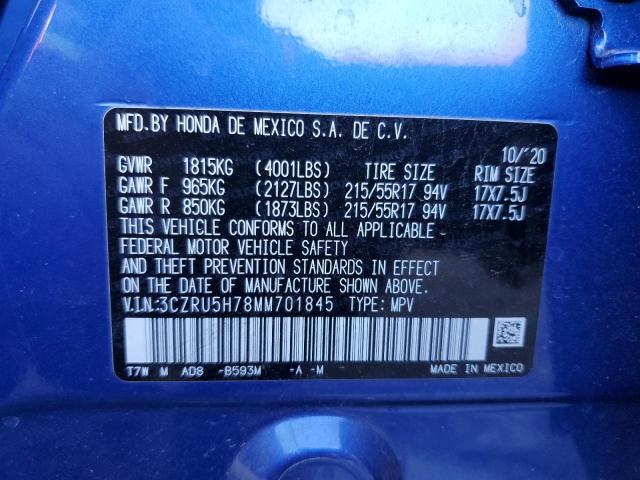 MFD.BY HONDA DE MEXICO S.A. DE C.V.
10/'20
GVWR 1815KG (4001LBS) TIRE SIZE RIM SIZE
GAWR F 965KG (2127LBS) 215/55R17 94V 17X7.5J
GAWR R 850KG (1873LBS) 215/55R17 94V 17X7.5J
THIS VEHICLE CONFORMS TO ALL APPLICABLE
FEDERAL MOTOR VEHICLE SAFETY
AND THEFT PREVENTION STANDARDS IN EFFECT
ON THE DATE OF MANUFACTURE SHOWN ABOVE.
V.I.N.:3CZRU5H78MM701845 TYPE: MPV
T7W M AD8 -B593M -A -M MADE IN MEXICO